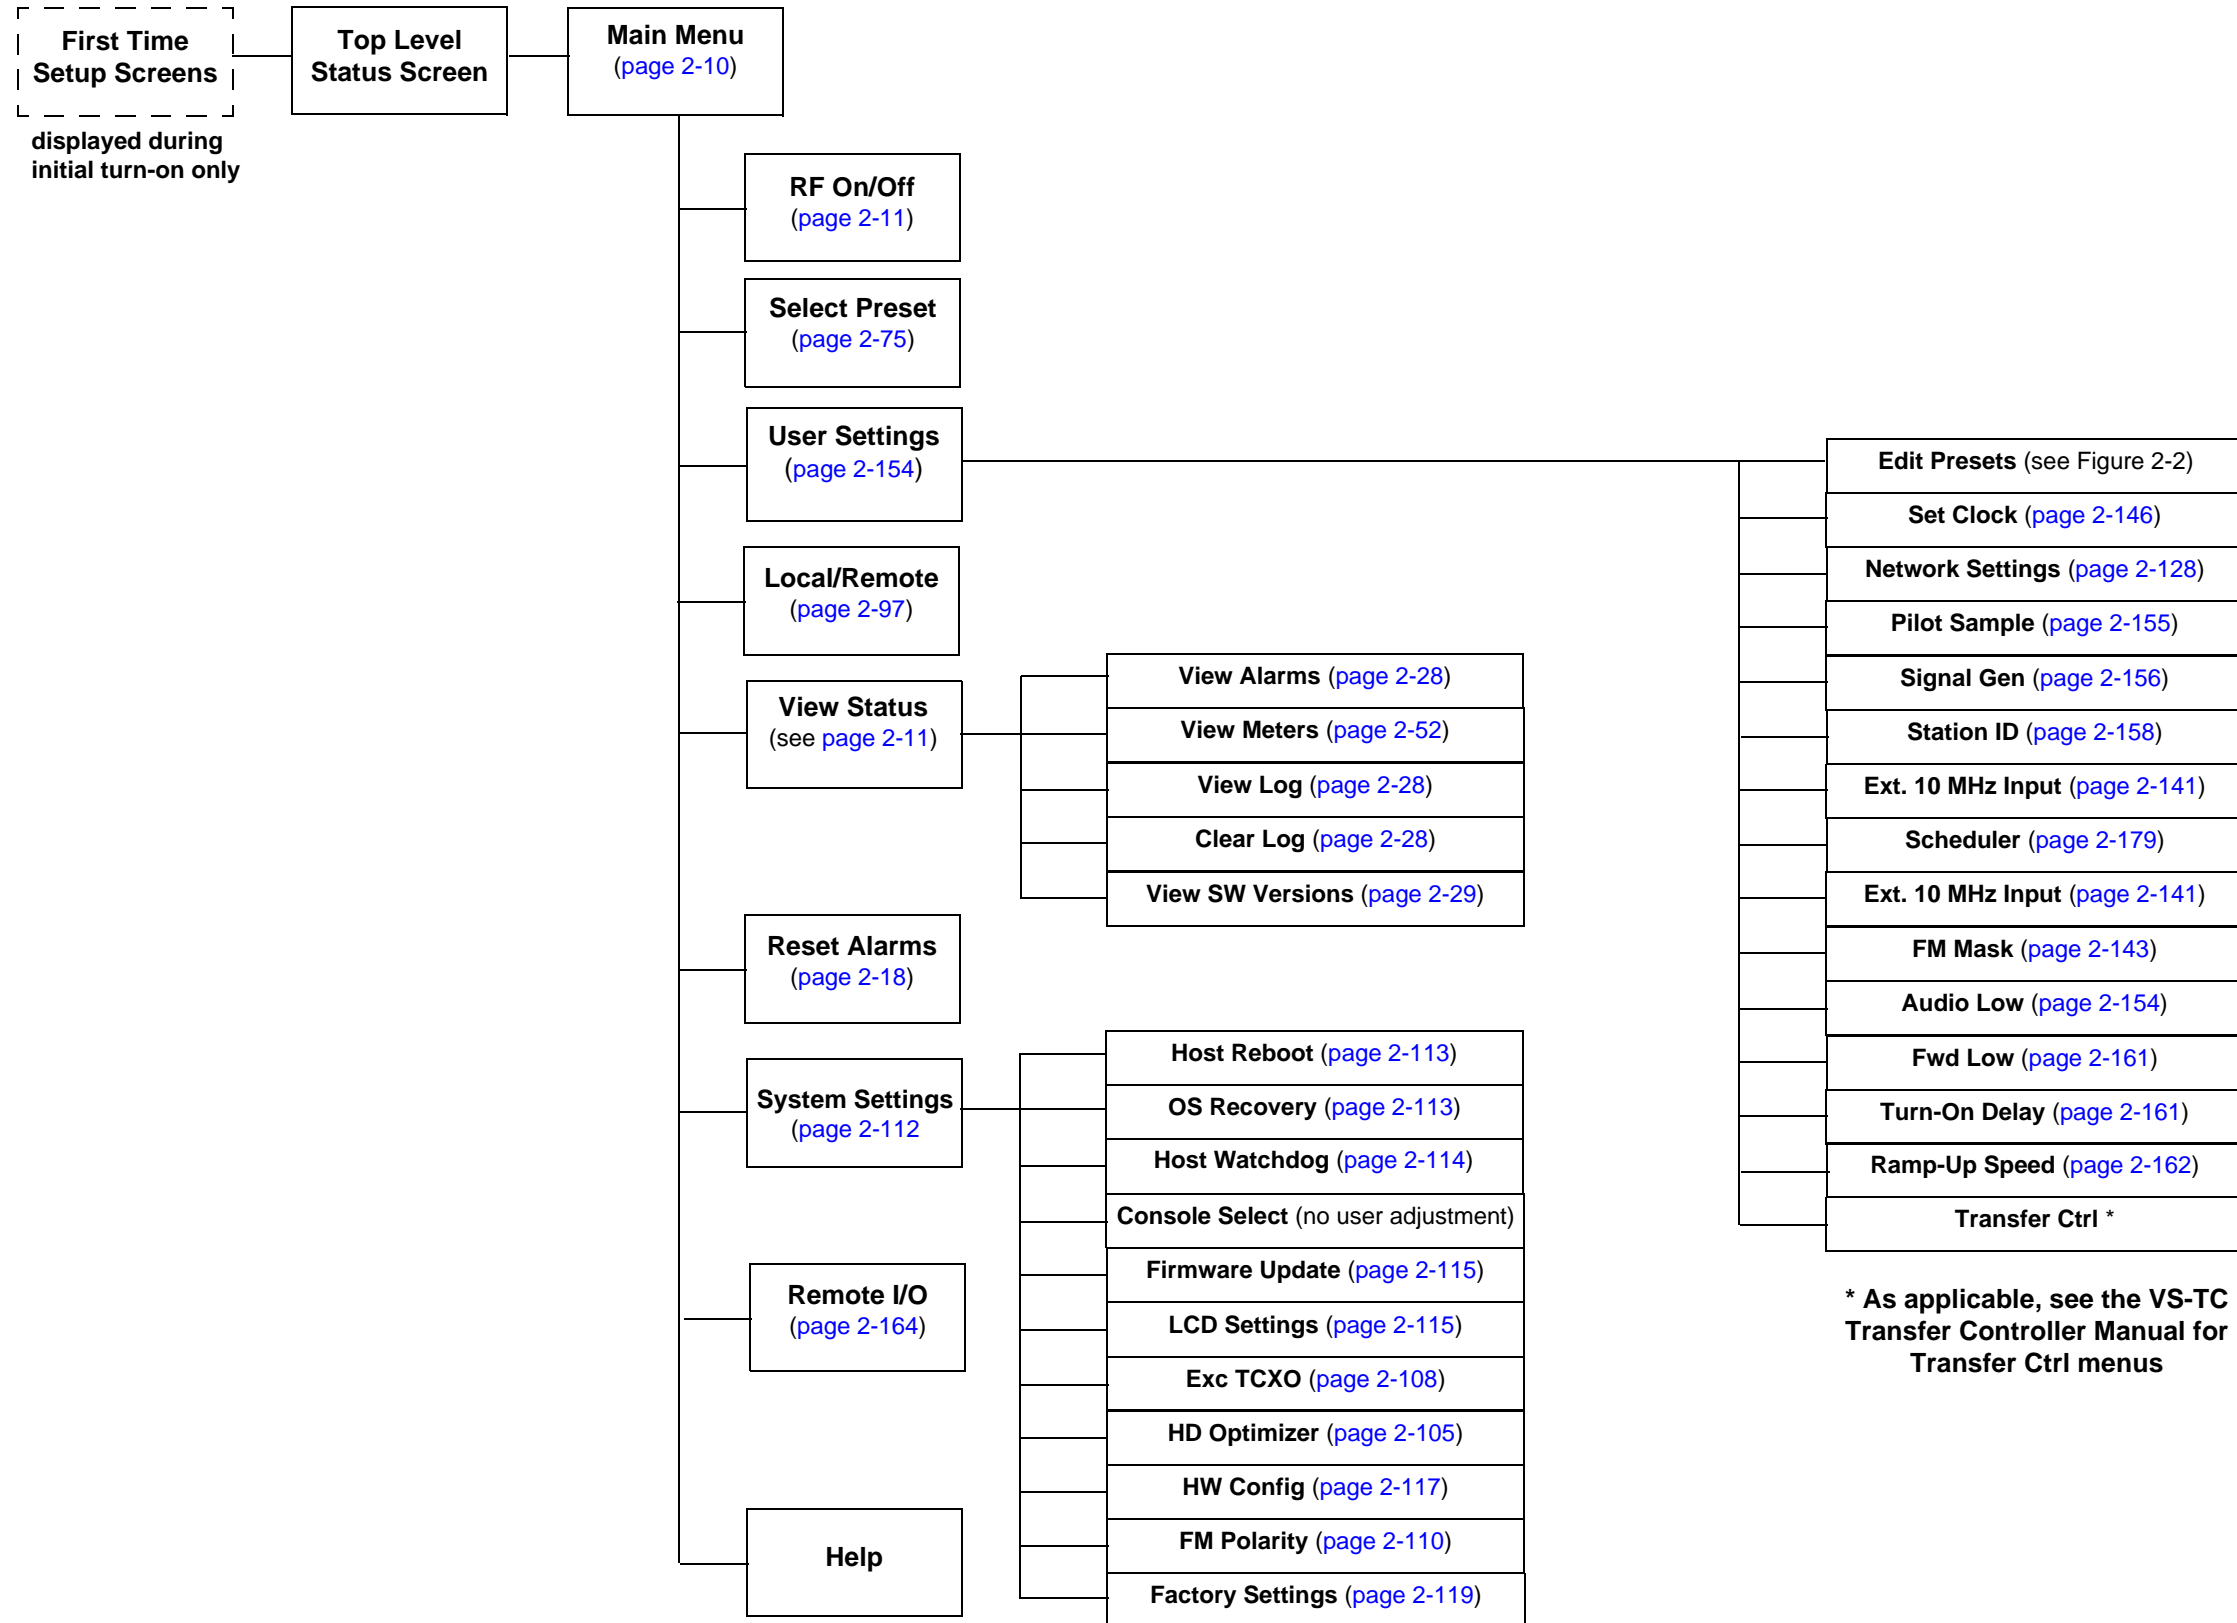 First Time
Setup Screens
displayed during
initial turn-on only
Top Level
Status Screen
Main Menu
(page 2-10)
RF On/Off
(page 2-11)
Select Preset
(page 2-75)
User Settings
(page 2-154)
Local/Remote
(page 2-97)
View Status
(see page 2-11)
Reset Alarms
(page 2-18)
System Settings
(page 2-112
Remote I/O
(page 2-164)
Help
View Alarms (page 2-28)
View Meters (page 2-52)
View Log (page 2-28)
Clear Log (page 2-28)
View SW Versions (page 2-29)
Host Reboot (page 2-113)
OS Recovery (page 2-113)
Host Watchdog (page 2-114)
Console Select (no user adjustment)
Firmware Update (page 2-115)
LCD Settings (page 2-115)
Exc TCXO (page 2-108)
HD Optimizer (page 2-105)
HW Config (page 2-117)
FM Polarity (page 2-110)
Factory Settings (page 2-119)
Edit Presets (see Figure 2-2)
Set Clock (page 2-146)
Network Settings (page 2-128)
Pilot Sample (page 2-155)
Signal Gen (page 2-156)
Station ID (page 2-158)
Ext. 10 MHz Input (page 2-141)
Scheduler (page 2-179)
Ext. 10 MHz Input (page 2-141)
FM Mask (page 2-143)
Audio Low (page 2-154)
Fwd Low (page 2-161)
Turn-On Delay (page 2-161)
Ramp-Up Speed (page 2-162)
Transfer Ctrl *
* As applicable, see the VS-TC
Transfer Controller Manual for
Transfer Ctrl menus